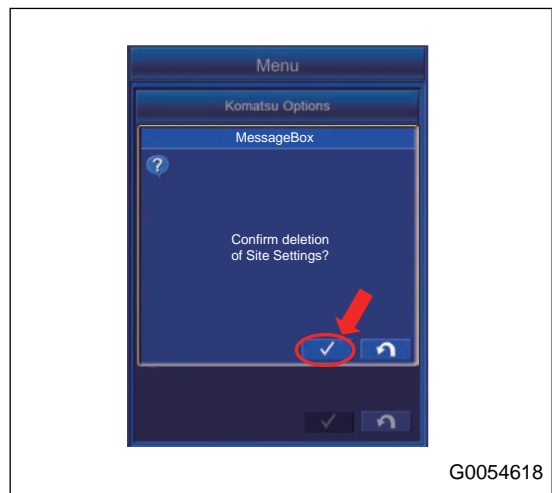 Menu
Komatsu Options
MessageBox
?
Confirm deletion
of Site Settings?
G0054618